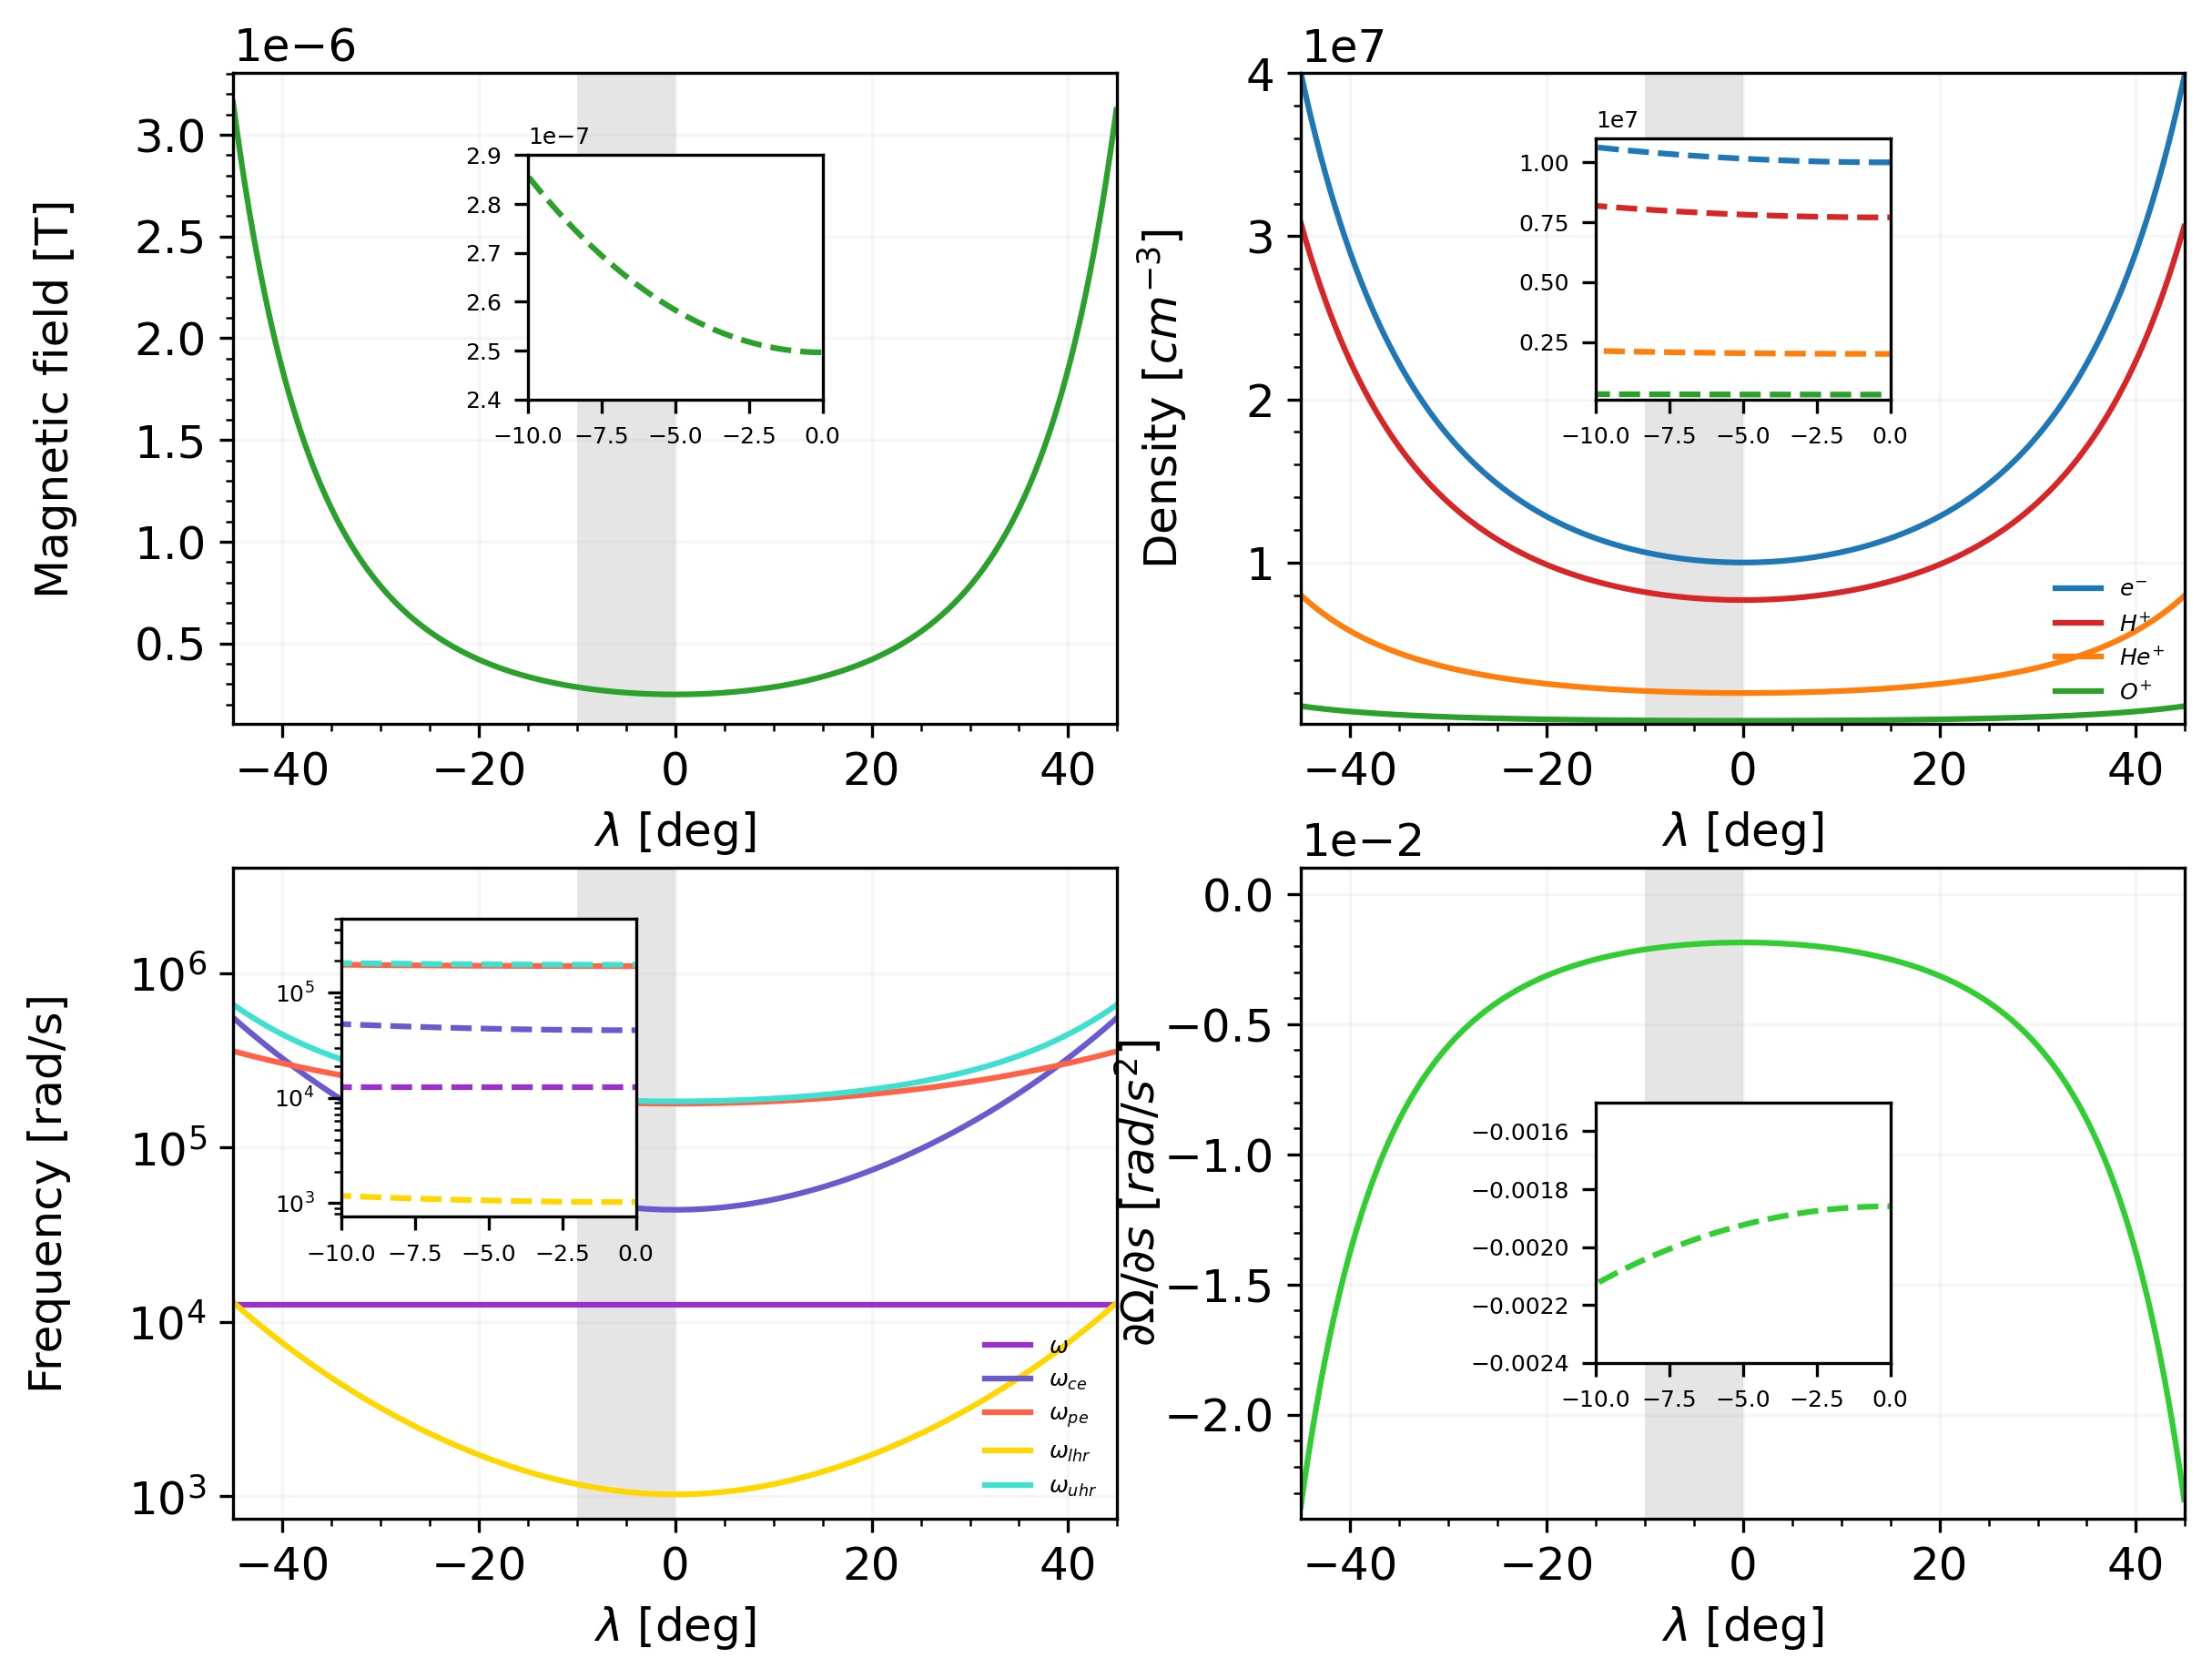 1e−6
Magnetic field [T]
3.0
2.5
2.0
1.5
1.0
0.5
−40 −20 0 20 40
λ [deg]
1e−7
2.9
2.8
2.7
2.6
2.5
2.4
−10.0 −7.5 −5.0 −2.5 0.0
1e7
Density [cm⁻³]
4
3
2
1
−40 −20 0 20 40
λ [deg]
1e7
1.00
0.75
0.50
0.25
−10.0 −7.5 −5.0 −2.5 0.0
e⁻
H⁺
He⁺
O⁺
Frequency [rad/s]
10⁶
10⁵
10⁴
10³
−40 −20 0 20 40
λ [deg]
10⁵
10⁴
10³
−10.0 −7.5 −5.0 −2.5 0.0
ω
ω_ce
ω_pe
ω_lhr
ω_uhr
1e−2
∂Ω/∂s [rad/s²]
0.0
−0.5
−1.0
−1.5
−2.0
−40 −20 0 20 40
λ [deg]
−0.0016
−0.0018
−0.0020
−0.0022
−0.0024
−10.0 −7.5 −5.0 −2.5 0.0